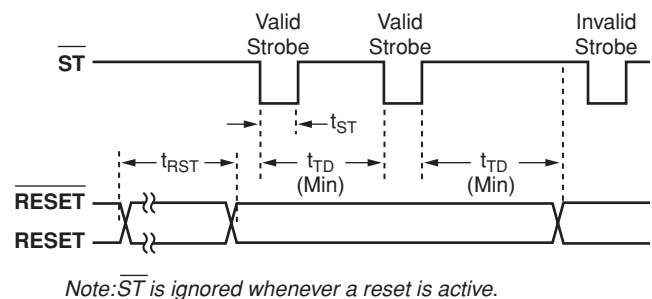 Valid Strobe
Valid Strobe
Invalid Strobe
ST
tST
tRST
tTD (Min)
tTD (Min)
RESET
RESET
Note:ST is ignored whenever a reset is active.